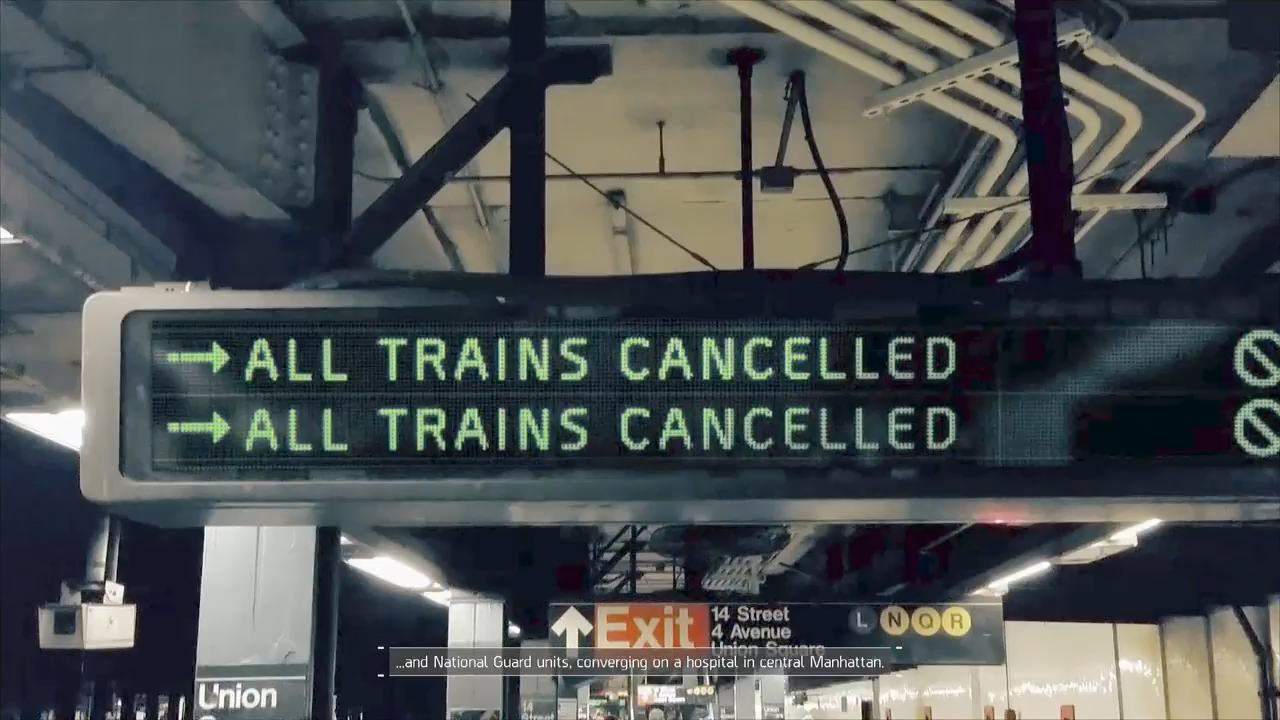 →ALL TRAINS CANCELLED
→ALL TRAINS CANCELLED
Exit
14 Street
4 Avenue
Union Square
L N Q R
...and National Guard units, converging on a hospital in central Manhattan.
Union